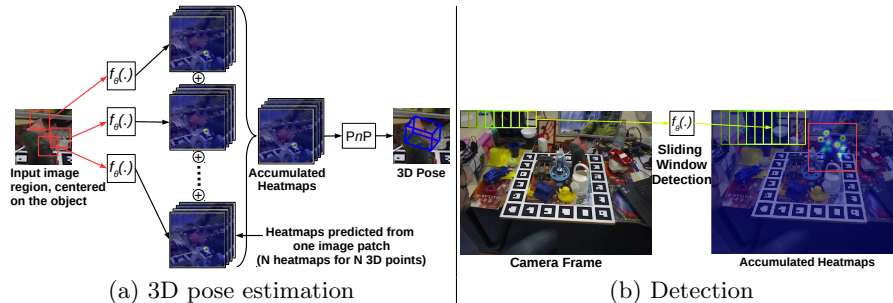 f_θ(.)
f_θ(.)
f_θ(.)
Input image
region, centered
on the object
Accumulated
Heatmaps
PnP
3D Pose
Heatmaps predicted from
one image patch
(N heatmaps for N 3D points)
(a) 3D pose estimation
f_θ(.)
Sliding
Window
Detection
Camera Frame
Accumulated Heatmaps
(b) Detection